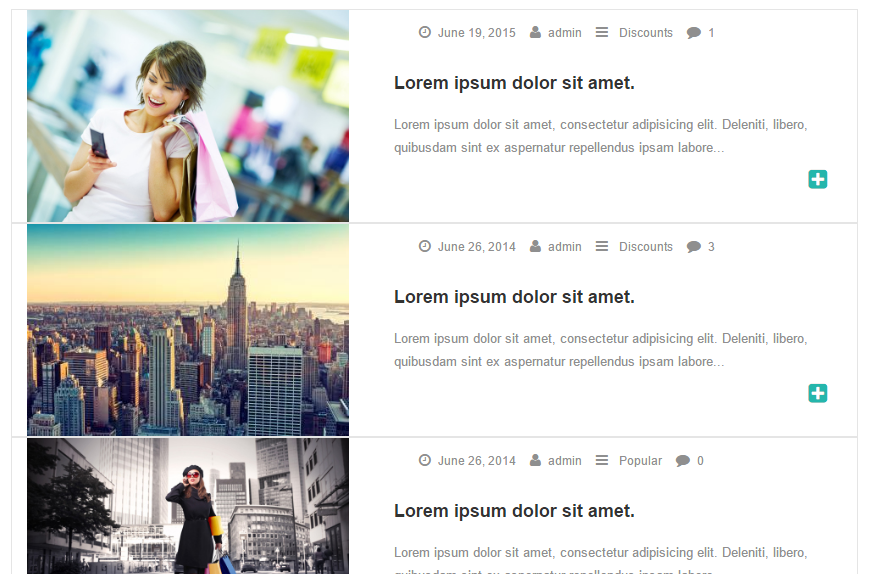 June 19, 2015 admin Discounts 1
Lorem ipsum dolor sit amet.
Lorem ipsum dolor sit amet, consectetur adipisicing elit. Deleniti, libero,
quibusdam sint ex aspernatur repellendus ipsam labore...
June 26, 2014 admin Discounts 3
Lorem ipsum dolor sit amet.
Lorem ipsum dolor sit amet, consectetur adipisicing elit. Deleniti, libero,
quibusdam sint ex aspernatur repellendus ipsam labore...
June 26, 2014 admin Popular 0
Lorem ipsum dolor sit amet.
Lorem ipsum dolor sit amet, consectetur adipisicing elit. Deleniti, libero,